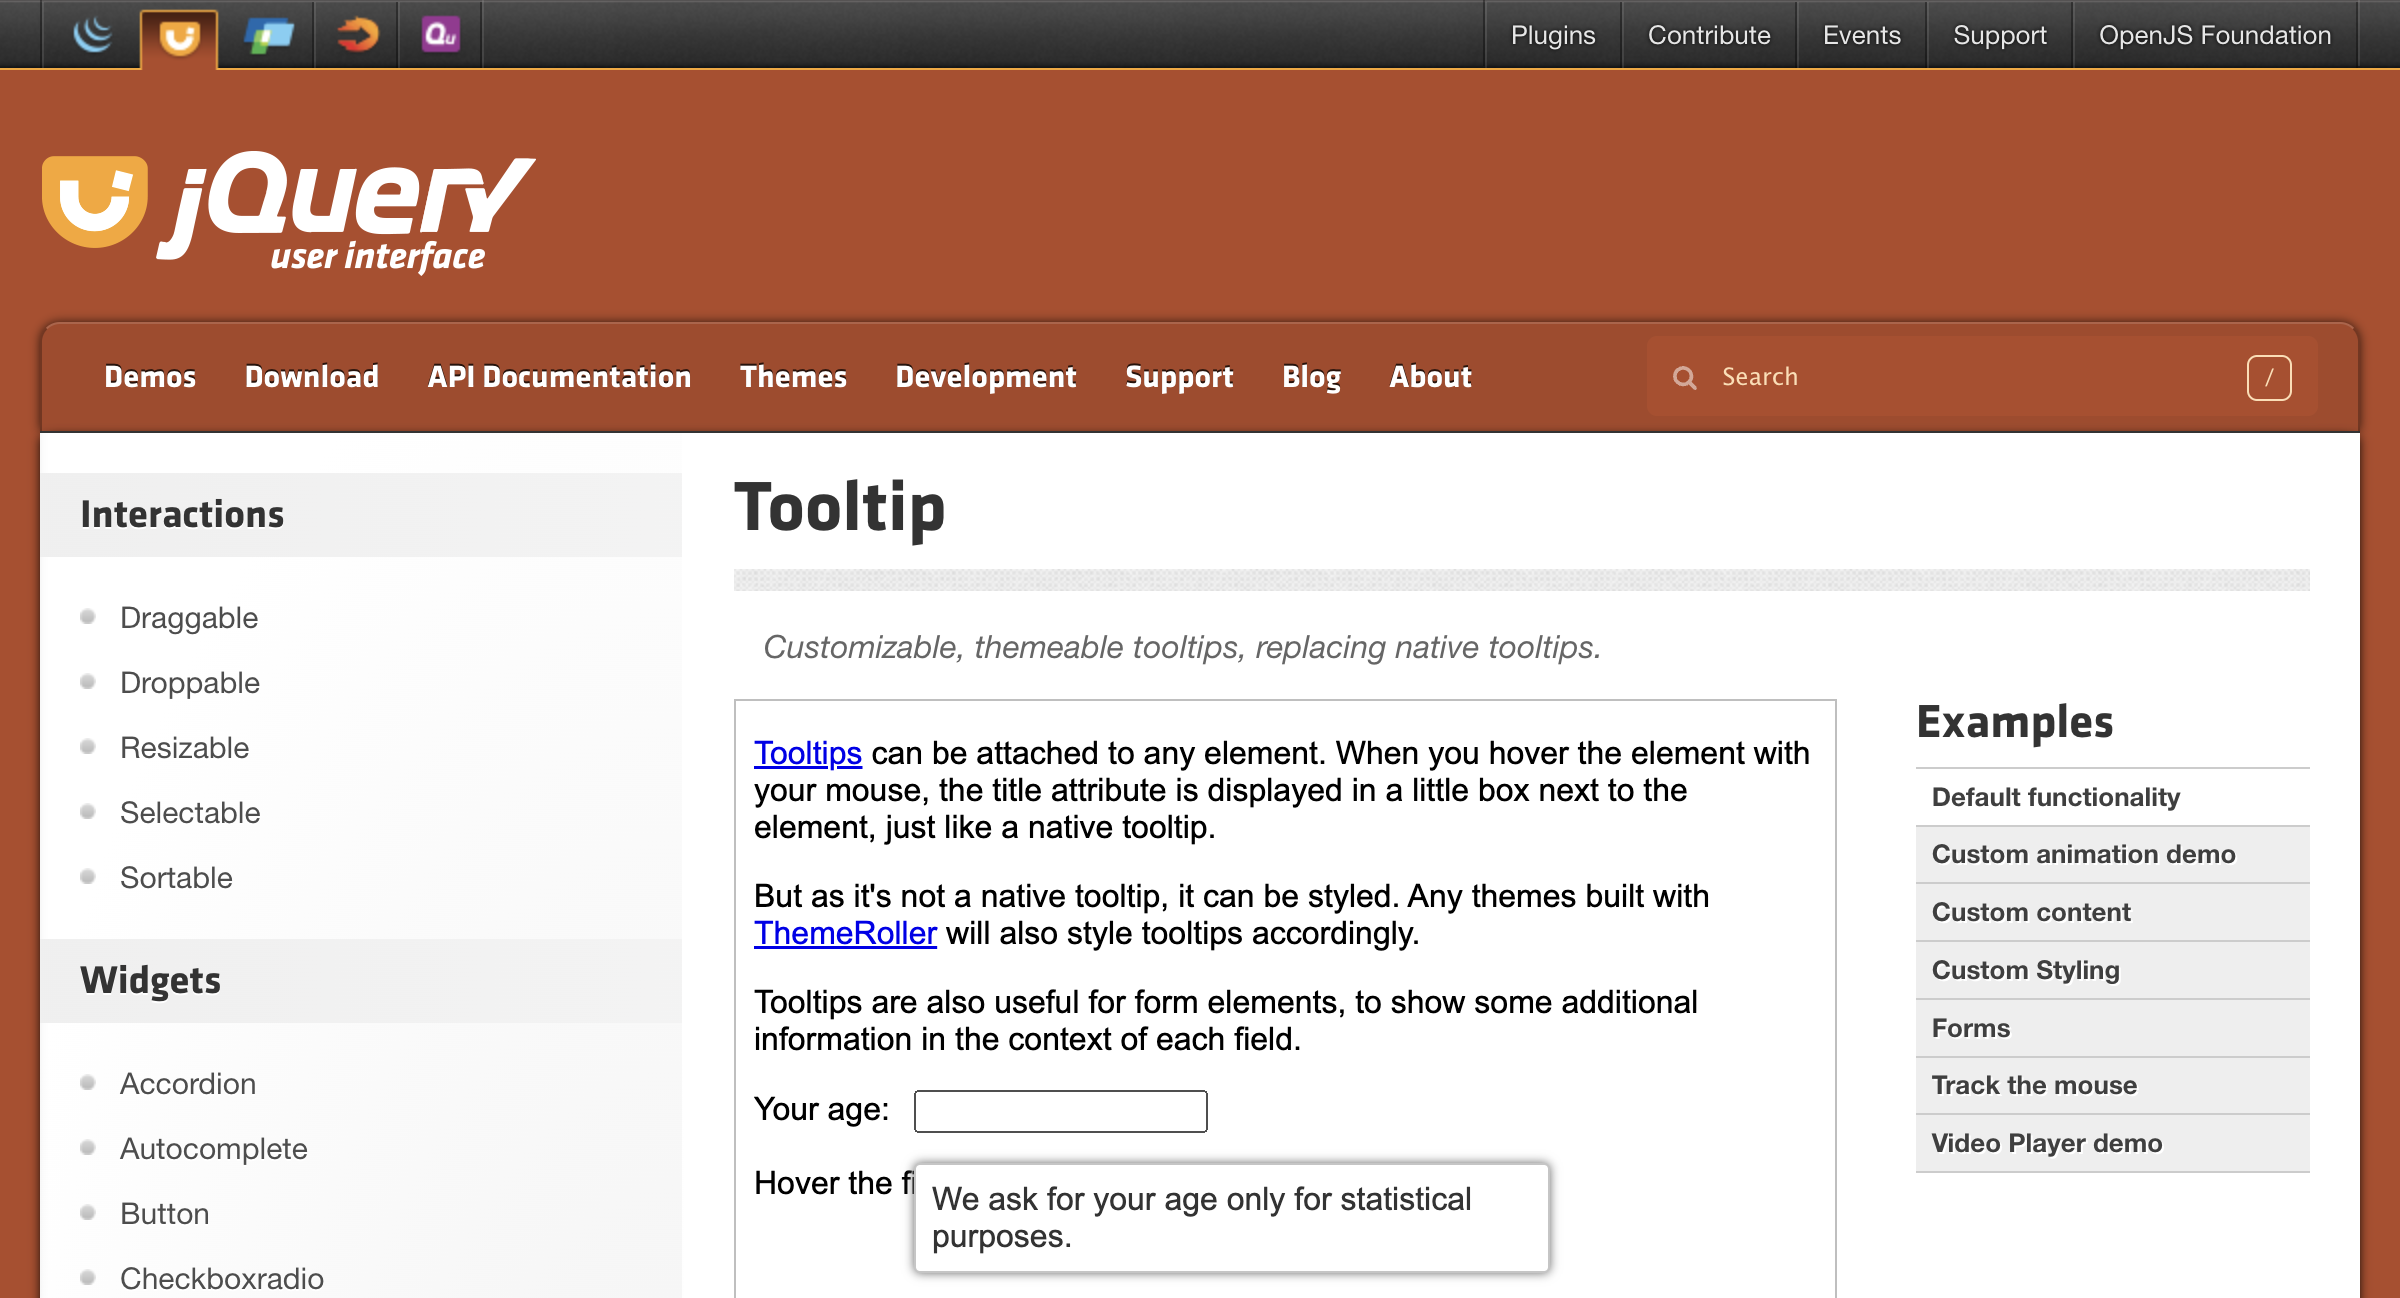 Qu
Plugins
Contribute
Events
Support
OpenJS Foundation
jQuery
user interface
Demos
Download
API Documentation
Themes
Development
Support
Blog
About
Search
/
Interactions
Draggable
Droppable
Resizable
Selectable
Sortable
Widgets
Accordion
Autocomplete
Button
Checkboxradio
Tooltip
Customizable, themeable tooltips, replacing native tooltips.
Tooltips can be attached to any element. When you hover the element with
your mouse, the title attribute is displayed in a little box next to the
element, just like a native tooltip.
But as it's not a native tooltip, it can be styled. Any themes built with
ThemeRoller will also style tooltips accordingly.
Tooltips are also useful for form elements, to show some additional
information in the context of each field.
Your age:
Hover the
We ask for your age only for statistical
purposes.
Examples
Default functionality
Custom animation demo
Custom content
Custom Styling
Forms
Track the mouse
Video Player demo